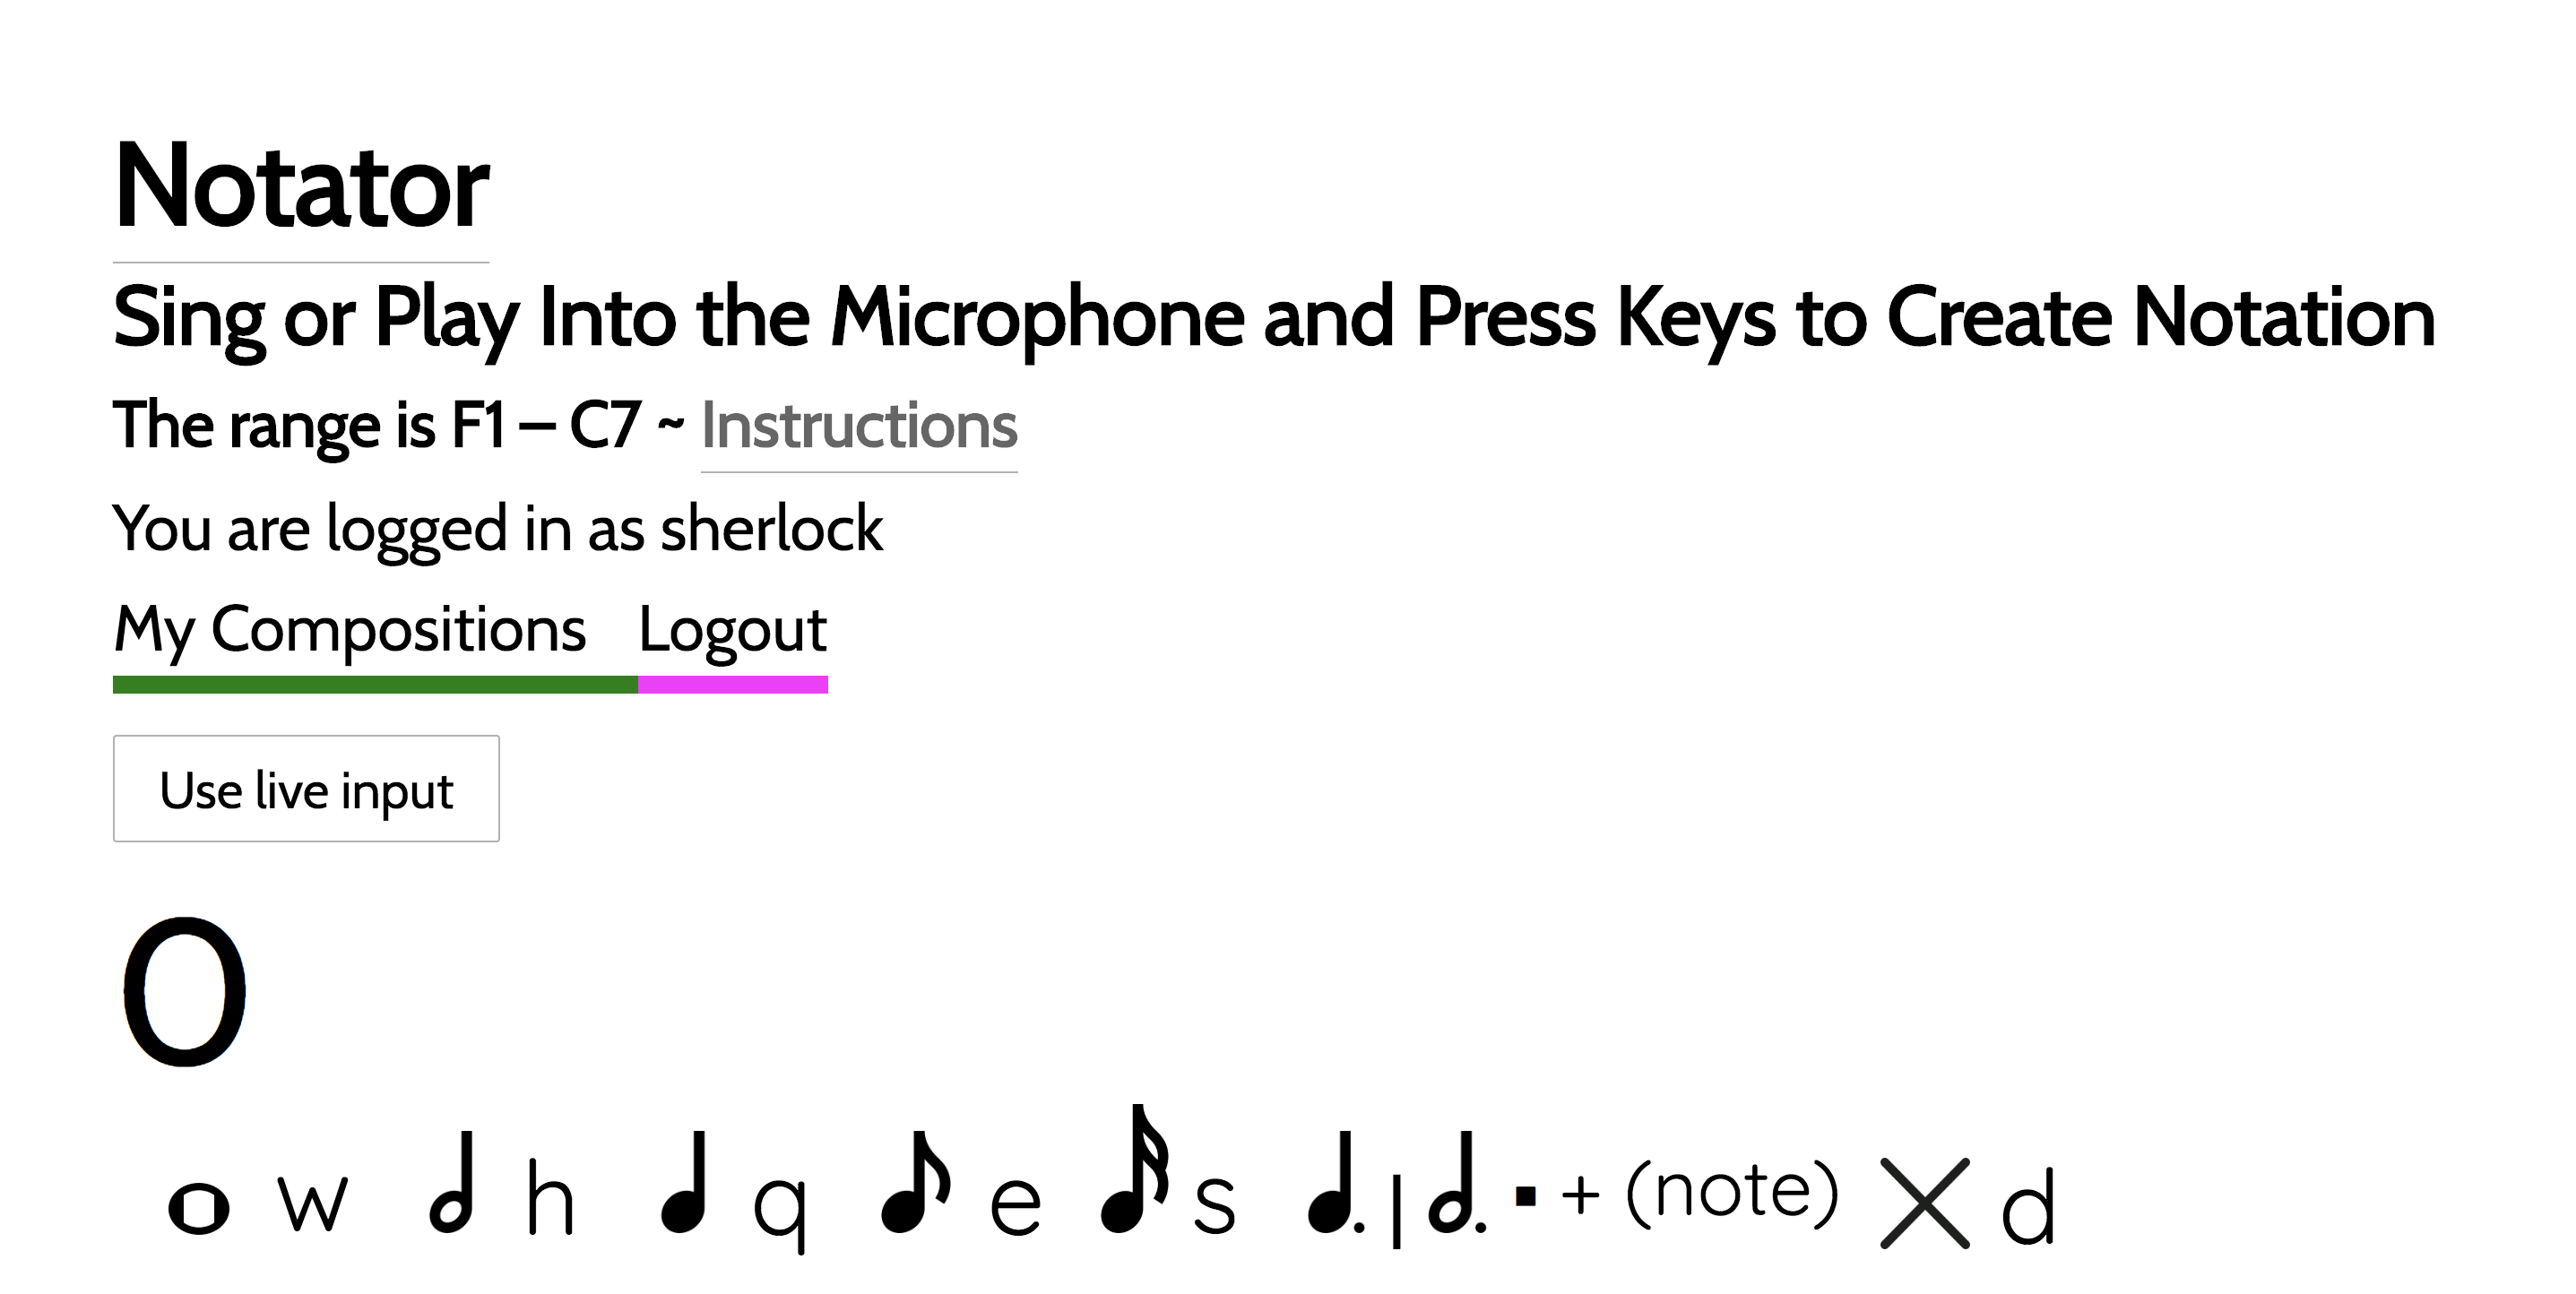 Notator
Sing or Play Into the Microphone and Press Keys to Create Notation
The range is F1 – C7 ~ Instructions
You are logged in as sherlock
My Compositions Logout
Use live input
0
w h q e s | . + (note) d